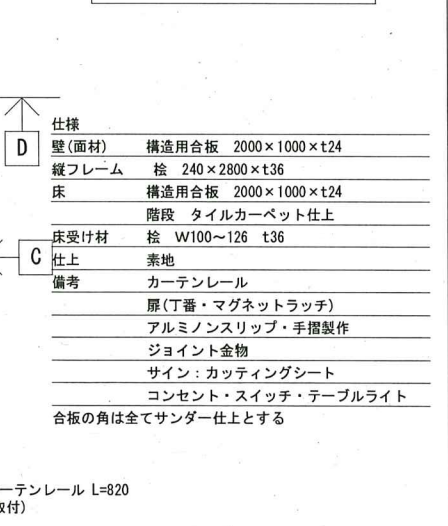 仕様
D
壁(面材) 構造用合板 2000×1000×t24
縦フレーム 桧 240×2800×t36
床 構造用合板 2000×1000×t24
階段 タイルカーペット仕上
床受け材 桧 W100～126 t36
C
仕上 素地
備考 カーテンレール
扉(丁番・マグネットラッチ)
アルミノンスリップ・手摺製作
ジョイント金物
サイン：カッティングシート
コンセント・スイッチ・テーブルライト
合板の角は全てサンダー仕上とする
ーテンレール L=820
付)